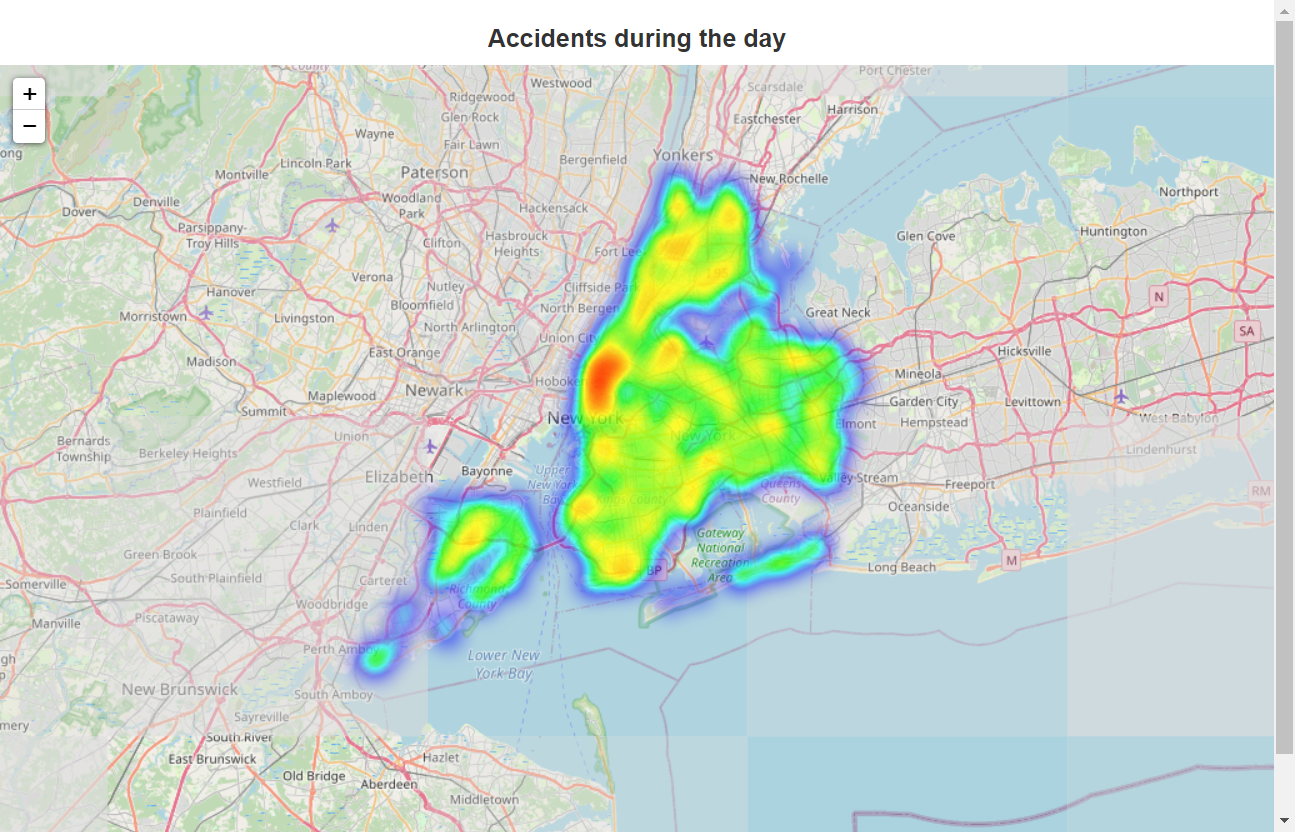 Accidents during the day
+
−
County
Westwood
Port Chester
Scarsdale
Ridgewood
Harrison
Glen Rock
Eastchester
Wayne
Fair Lawn
ong
Yonkers
Lincoln Park
Bergenfield
Paterson
Montville
New Rochelle
Northport
Denville
Woodland
Park
Dover
Hackensack
Parsippany-
Troy Hills
Huntington
Hasbrouck
Heights
Glen Cove
Clifton
Fort Lee
I 95
Verona
Nutley
Cliffside Park
Hanover
N
Bloomfield
North Bergen
Great Neck
Morristown
Livingston
North Arlington
SA
Union City
East Orange
Hicksville
Madison
Mineola
Newark
Hoboke
Maplewood
Garden City
Levittown
Summit
New York
West Babylon
Elmont
Hempstead
Union
New York
Bernards
Township
Berkeley Heights
Lindenhurst
Bayonne
Upper
New York
Bay
Elizabeth
Valley Stream
Westfield
Queens
County
Freeport
RM
Kings County
Plainfield
Oceanside
Clark
Linden
Gateway
National
Recreation
Area
Green Brook
M
Long Beach
BP
South Plainfield
Carteret
Somerville
Richmond
County
Woodbridge
Piscataway
Manville
Perth Amboy
Lower New
York Bay
gh
p
New Brunswick
South Amboy
Sayreville
mery
South River
East Brunswick
Hazlet
Old Bridge
Aberdeen
Middletown